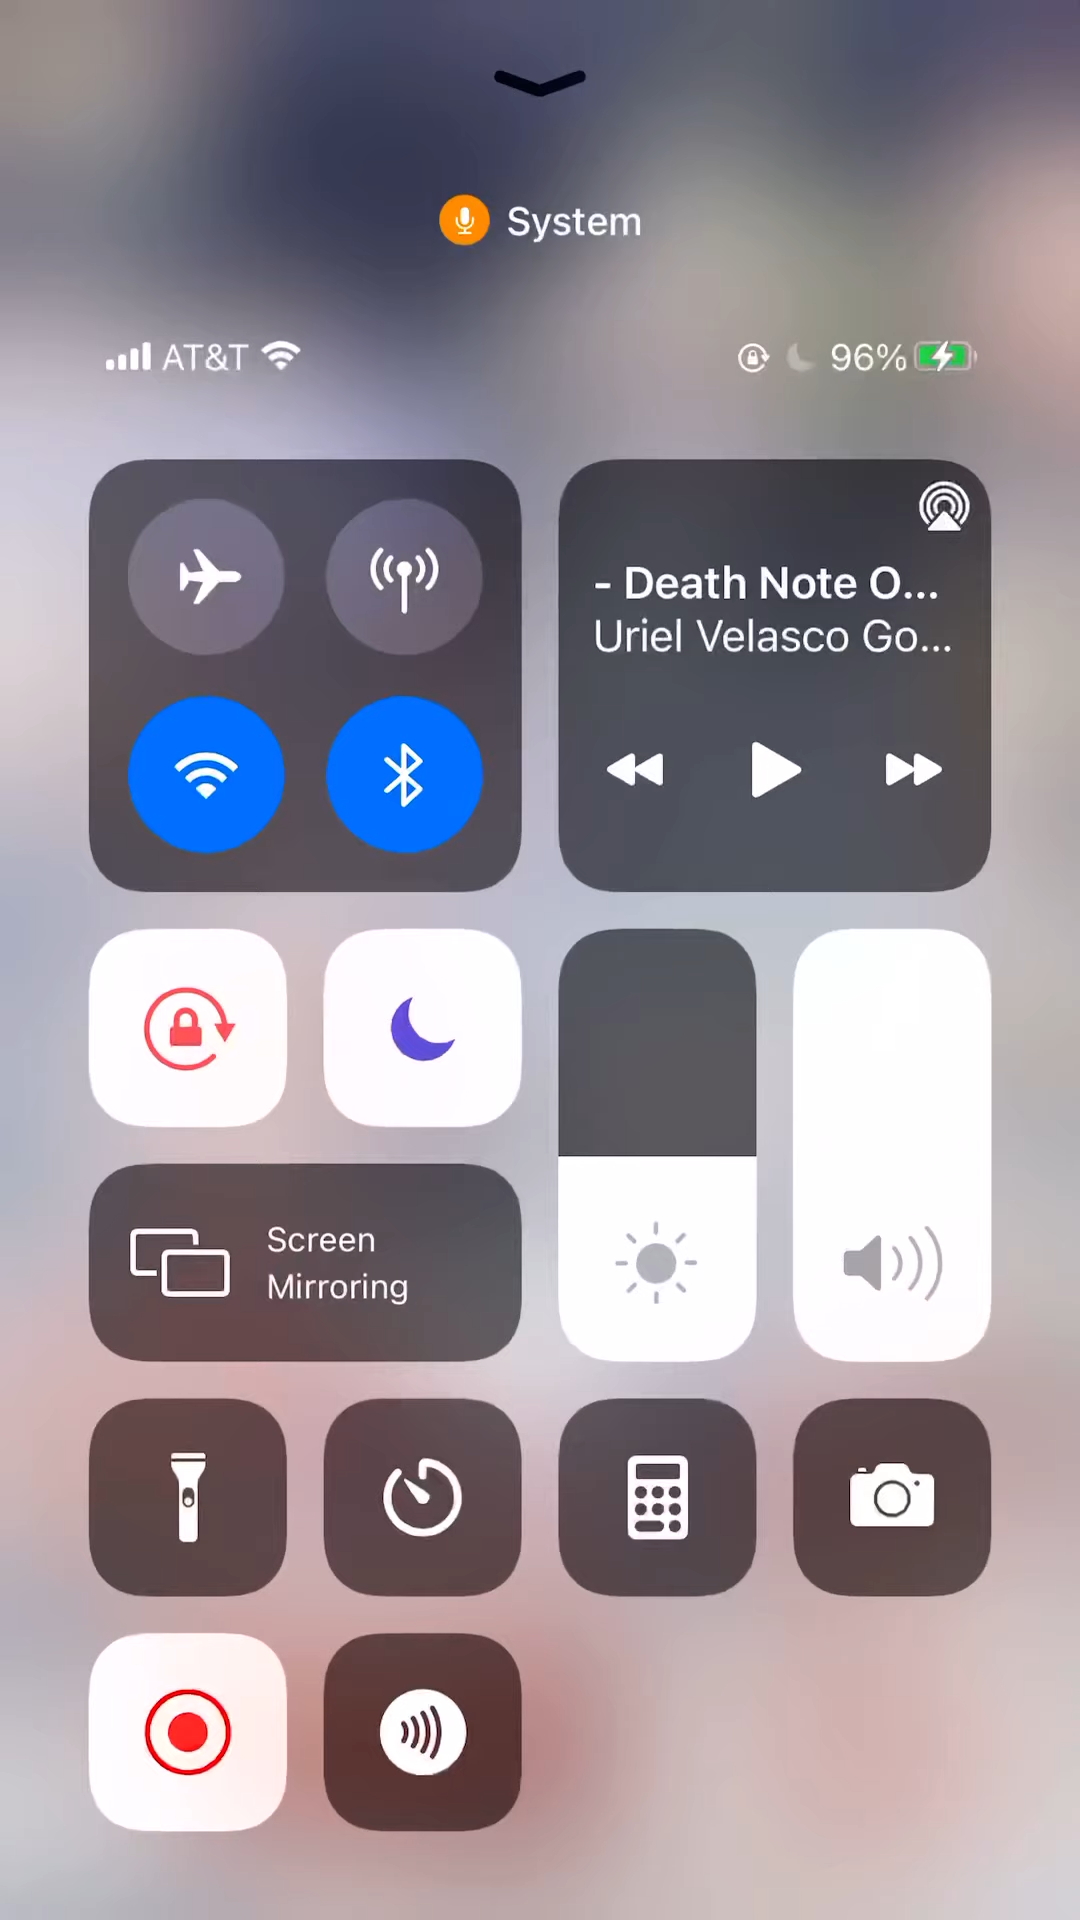 System
AT&T
96%
- Death Note O...
Uriel Velasco Go...
Screen
Mirroring